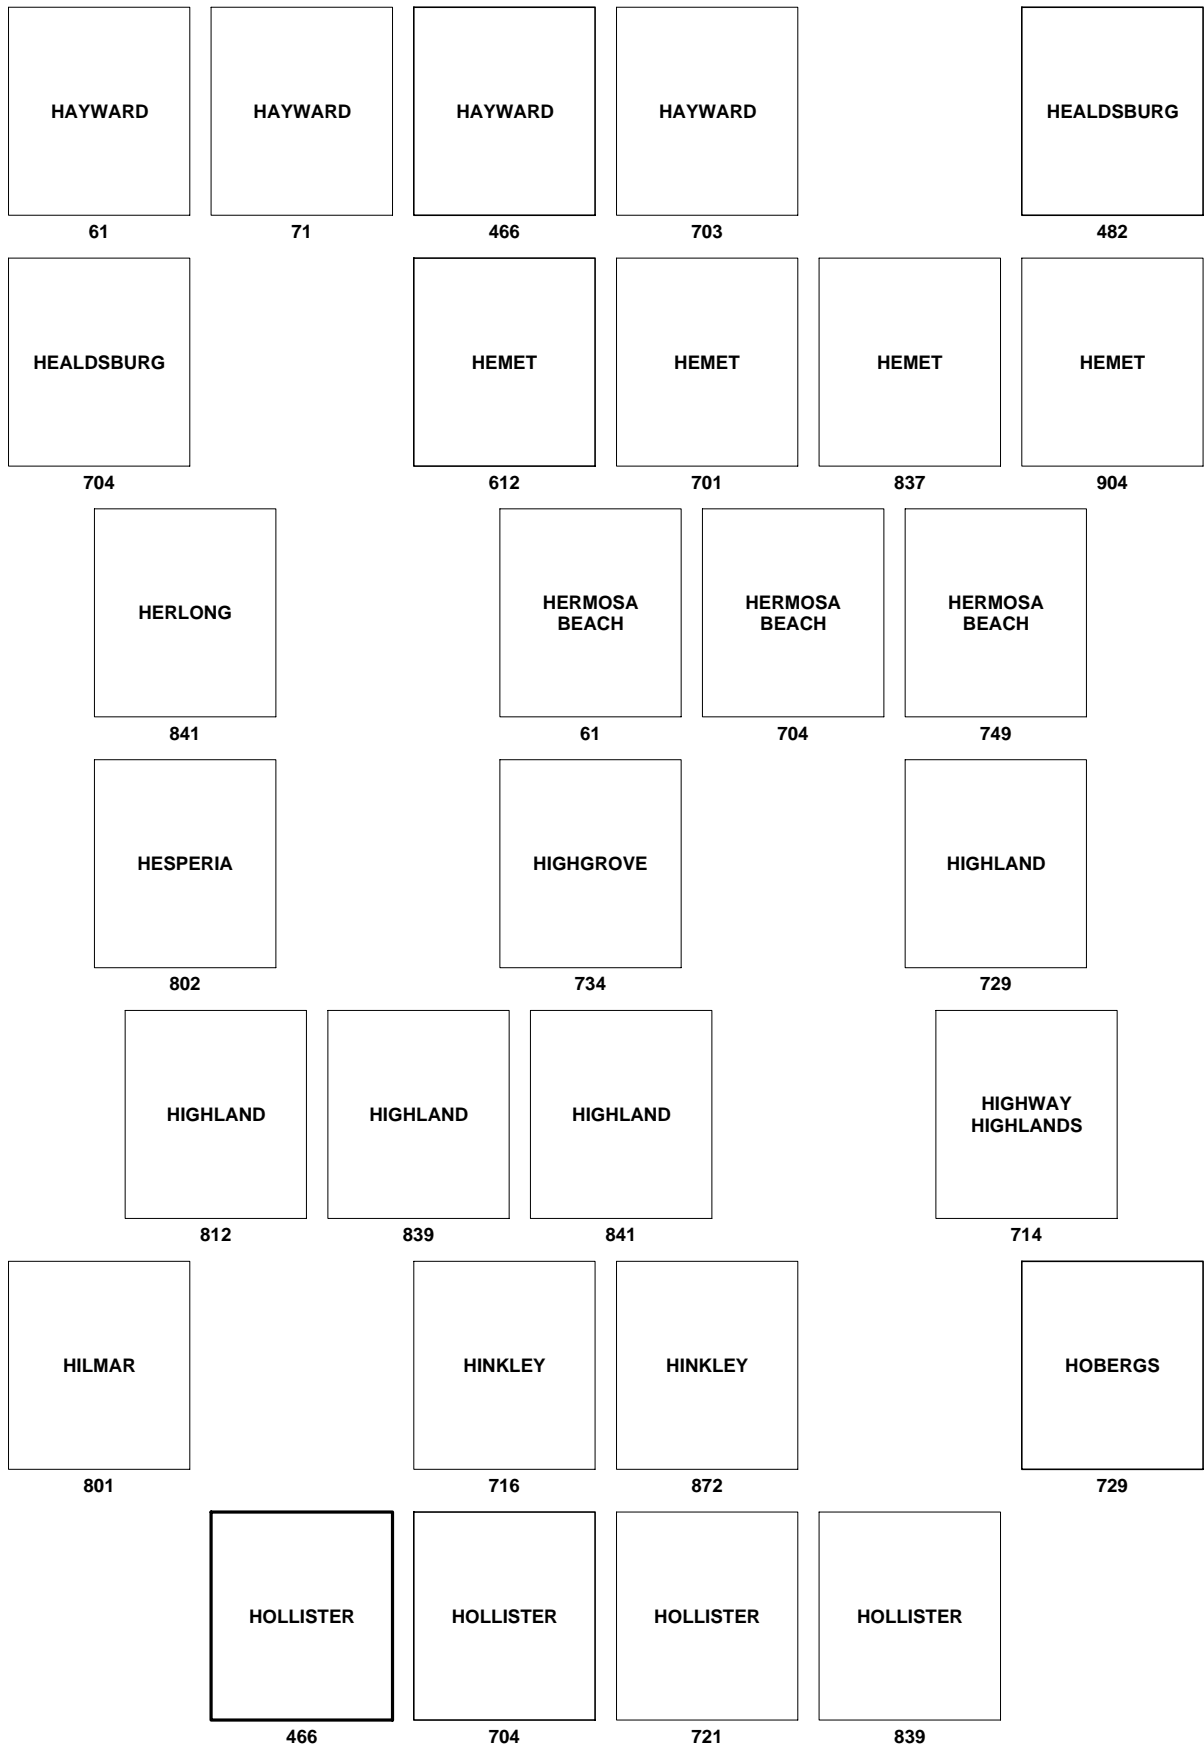 HAYWARD HAYWARD HAYWARD HAYWARD HEALDSBURG
61 71 466 703 482
HEALDSBURG HEMET HEMET HEMET HEMET
704 612 701 837 904
HERLONG HERMOSA BEACH HERMOSA BEACH HERMOSA BEACH
841 61 704 749
HESPERIA HIGHGROVE HIGHLAND
802 734 729
HIGHLAND HIGHLAND HIGHLAND HIGHWAY HIGHLANDS
812 839 841 714
HILMAR HINKLEY HINKLEY HOBERGS
801 716 872 729
HOLLISTER HOLLISTER HOLLISTER HOLLISTER
466 704 721 839